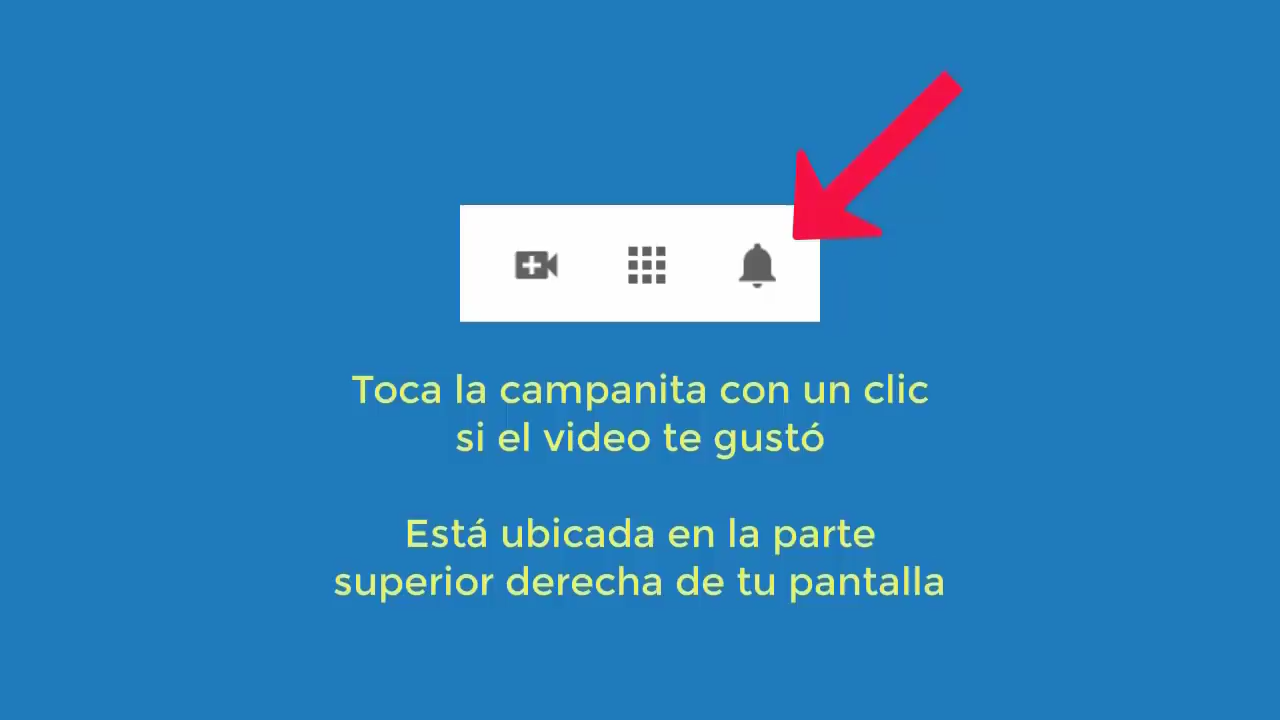 Toca la campanita con un clic
si el video te gustó
Está ubicada en la parte
superior derecha de tu pantalla